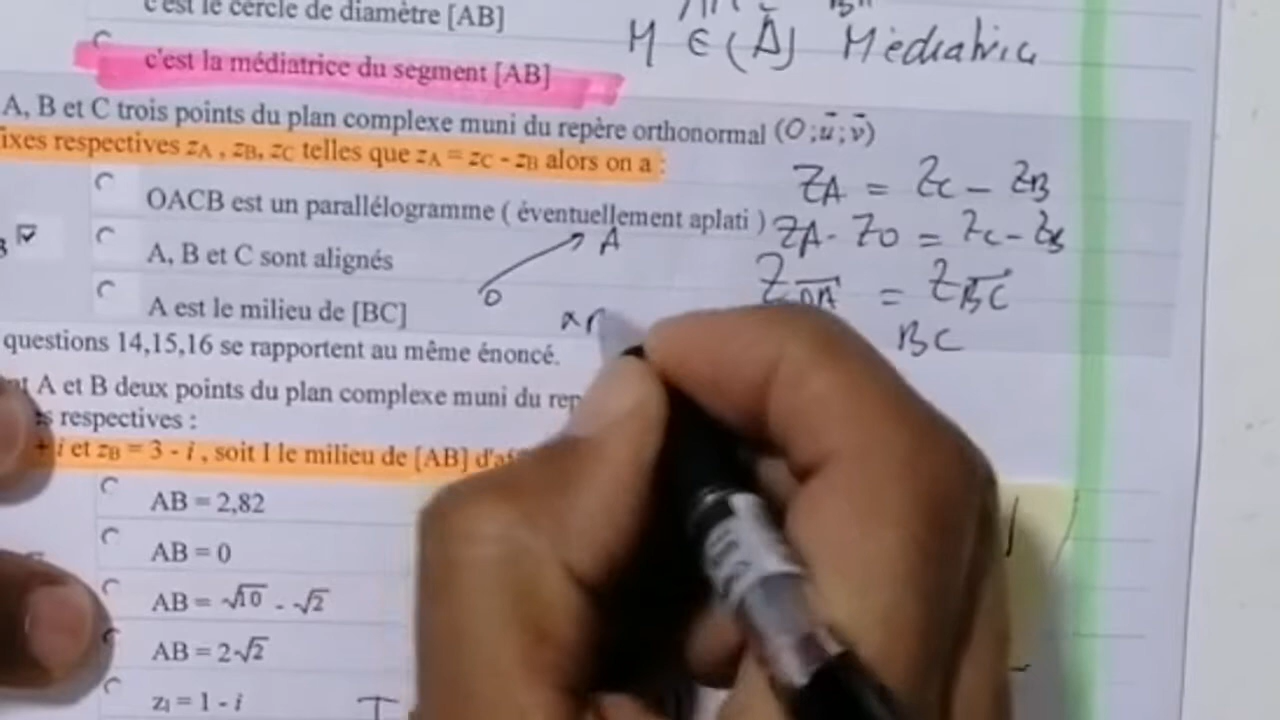 c'est le cercle de diamètre [AB]
M ∈ (Δ) Mediatric
c'est la médiatrice du segment [AB]
A, B et C trois points du plan complexe muni du repère orthonormal (O ; u ; v)
ixes respectives zA , zB, zC telles que zA = zC - zB alors on a :
ZA = Zc - ZB
OACB est un parallélogramme ( éventuellement aplati )
ZA - Zo = Zc - ZB
A
A, B et C sont alignés
o
ZOA = ZBC
A est le milieu de [BC]
BC
questions 14,15,16 se rapportent au même énoncé.
A et B deux points du plan complexe muni du rep
respectives :
+ i et zB = 3 - i , soit I le milieu de [AB]
AB = 2,82
AB = 0
AB = √10 - √2
AB = 2√2
zI = 1 - i